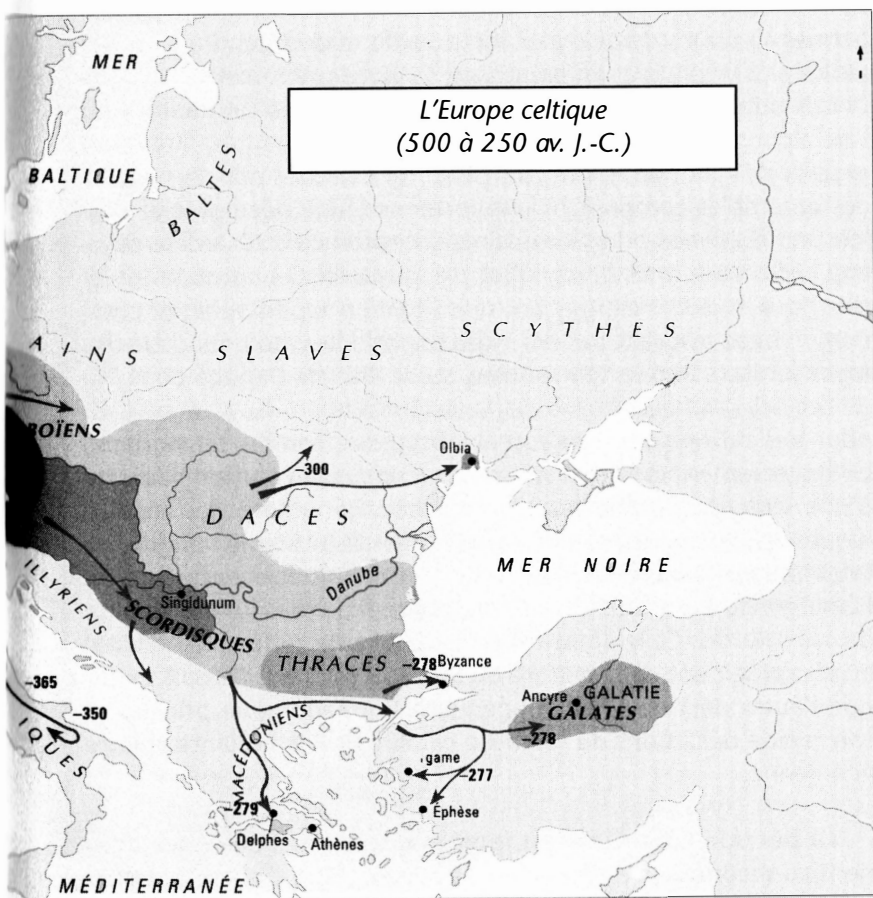 MER
L'Europe celtique
(500 à 250 av. J.-C.)
BALTIQUE
BALTES
SCYTHES
AINS
SLAVES
BOÏENS
Olbia
–300
DACES
MER NOIRE
ILLYRIENS
Danube
Singidunum
SCORDISQUES
THRACES
–278
Byzance
–365
Ancyre
GALATIE
GALATES
–350
IQUES
MACÉDONIENS
–278
game
–277
–279
Éphèse
Delphes
Athènes
MÉDITERRANÉE